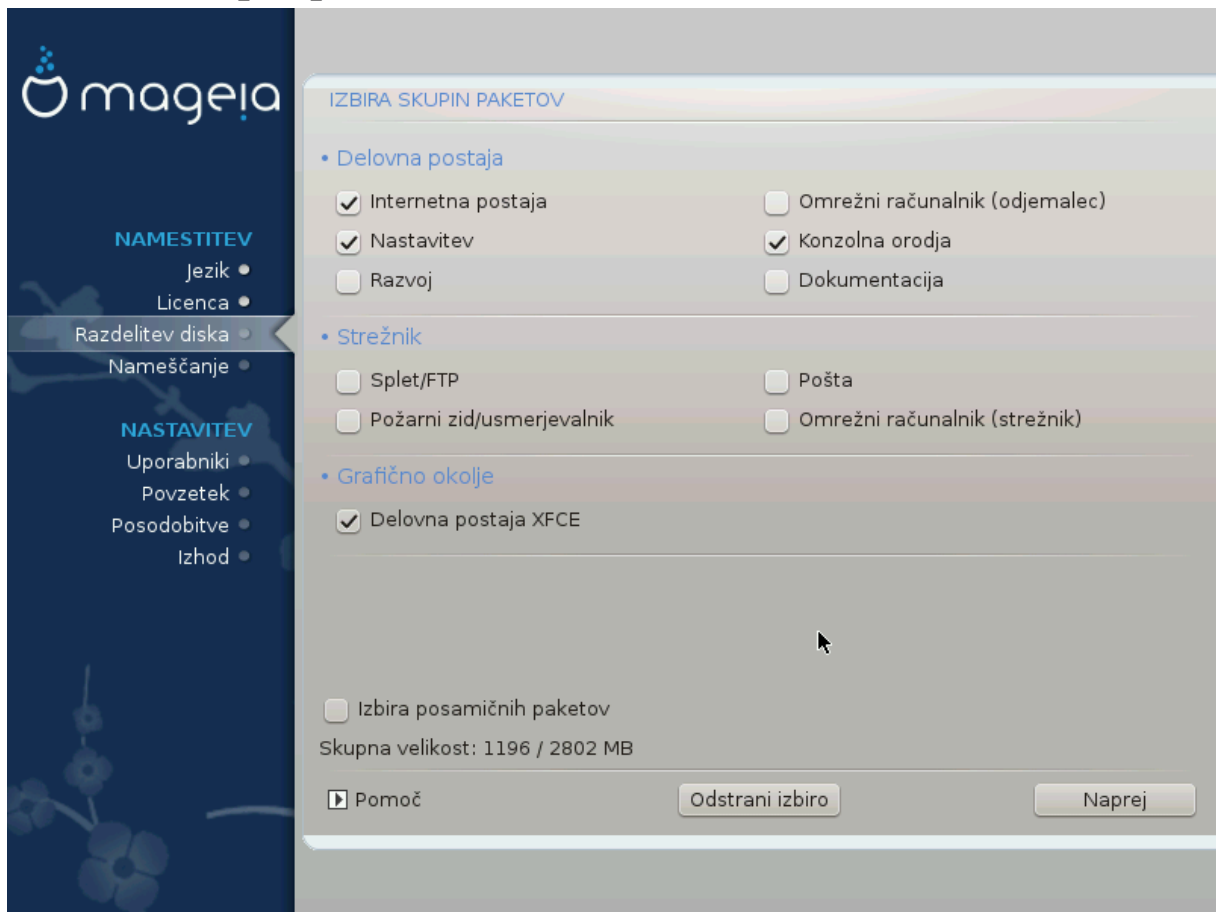 mageia
NAMESTITEV
Jezik
Licenca
Razdelitev diska
Nameščanje
NASTAVITEV
Uporabniki
Povzetek
Posodobitve
Izhod
IZBIRA SKUPIN PAKETOV
• Delovna postaja
Internetna postaja
Omrežni računalnik (odjemalec)
Nastavitev
Konzolna orodja
Razvoj
Dokumentacija
• Strežnik
Splet/FTP
Pošta
Požarni zid/usmerjevalnik
Omrežni računalnik (strežnik)
• Grafično okolje
Delovna postaja XFCE
Izbira posamičnih paketov
Skupna velikost: 1196 / 2802 MB
Pomoč
Odstrani izbiro
Naprej